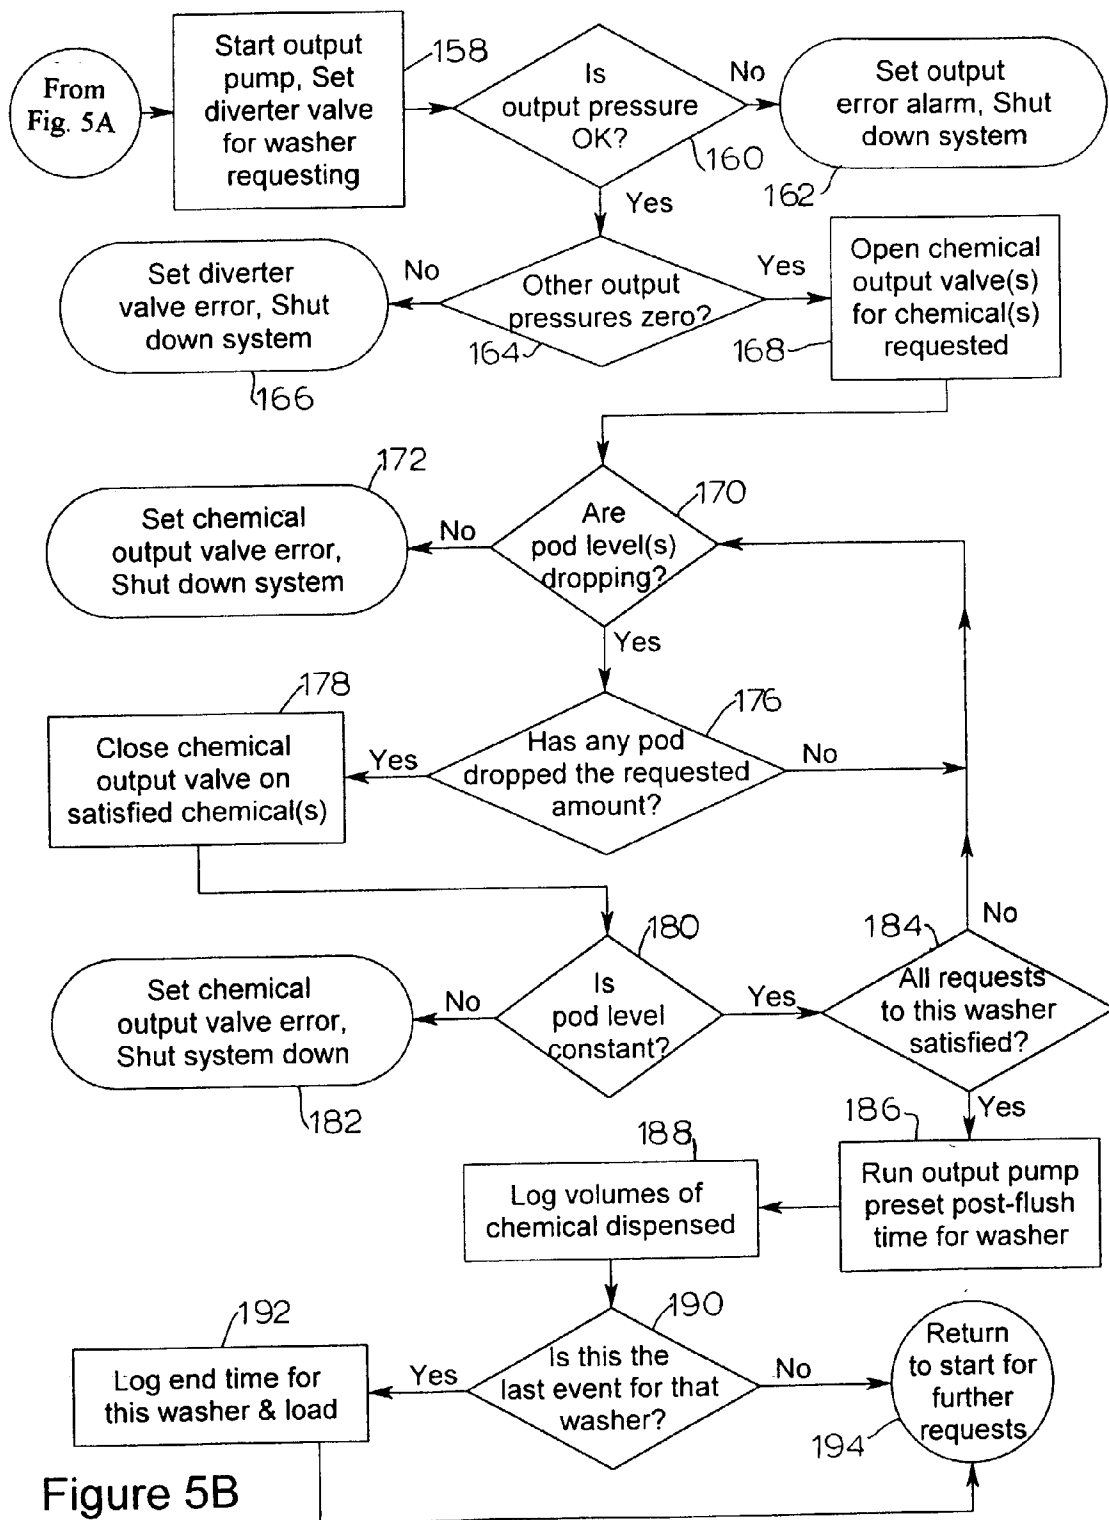 From
Fig. 5A
Start output
pump, Set
diverter valve
for washer
requesting
158
Is
output pressure
OK?
160
No
Set output
error alarm, Shut
down system
162
Yes
Set diverter
valve error, Shut
down system
166
No
Other output
pressures zero?
164
Yes
Open chemical
output valve(s)
for chemical(s)
requested
168
172
Set chemical
output valve error,
Shut down system
No
Are
pod level(s)
dropping?
170
Yes
178
Close chemical
output valve on
satisfied chemical(s)
Yes
Has any pod
dropped the requested
amount?
176
No
Set chemical
output valve error,
Shut system down
182
No
180
Is
pod level
constant?
Yes
184
No
All requests
to this washer
satisfied?
Yes
186
Run output pump
preset post-flush
time for washer
188
Log volumes of
chemical dispensed
192
Log end time for
this washer & load
Yes
190
Is this the
last event for that
washer?
No
Return
to start for
further
requests
194
Figure 5B